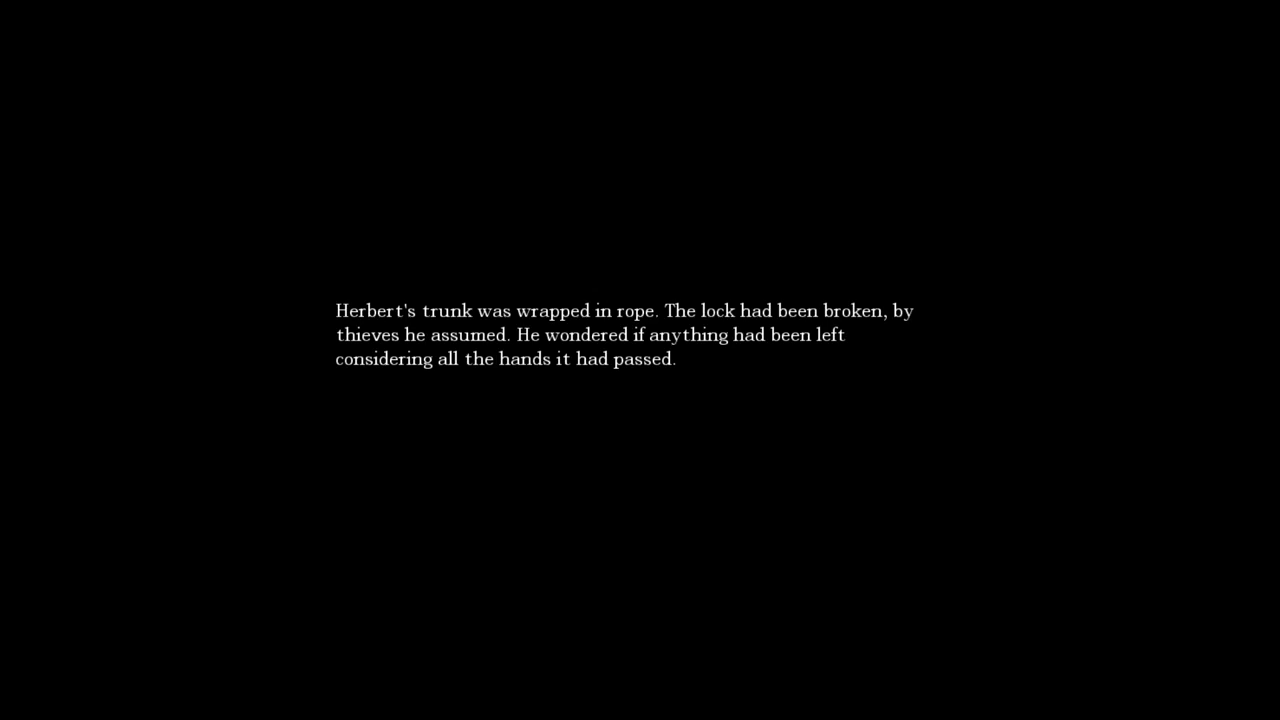 Herbert's trunk was wrapped in rope. The lock had been broken, by
thieves he assumed. He wondered if anything had been left
considering all the hands it had passed.